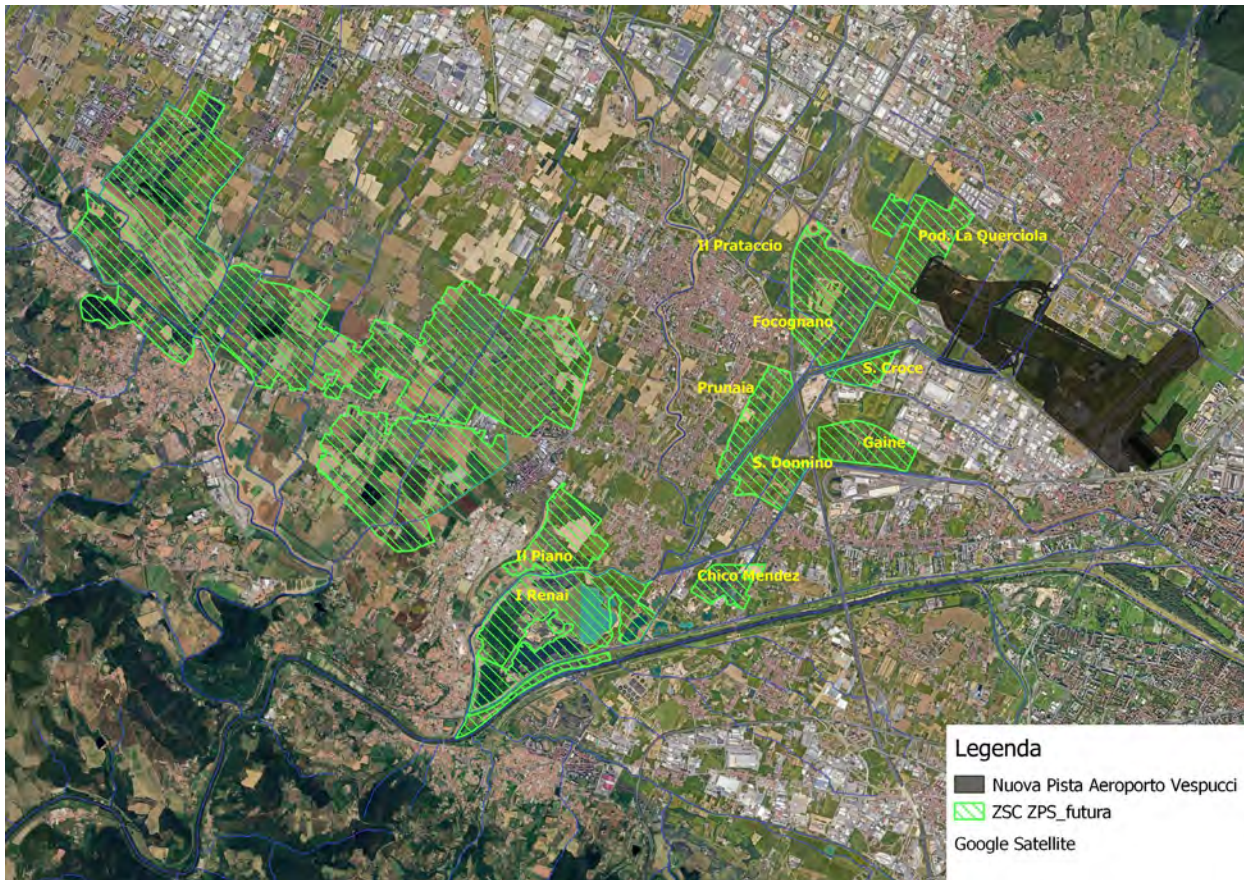 Il Prataccio
Pod. La Querciola
Focognano
S. Croce
Prunaia
Gaine
S. Donnino
Il Piano
Chico Mendez
I Renai
Legenda
Nuova Pista Aeroporto Vespucci
ZSC ZPS_futura
Google Satellite